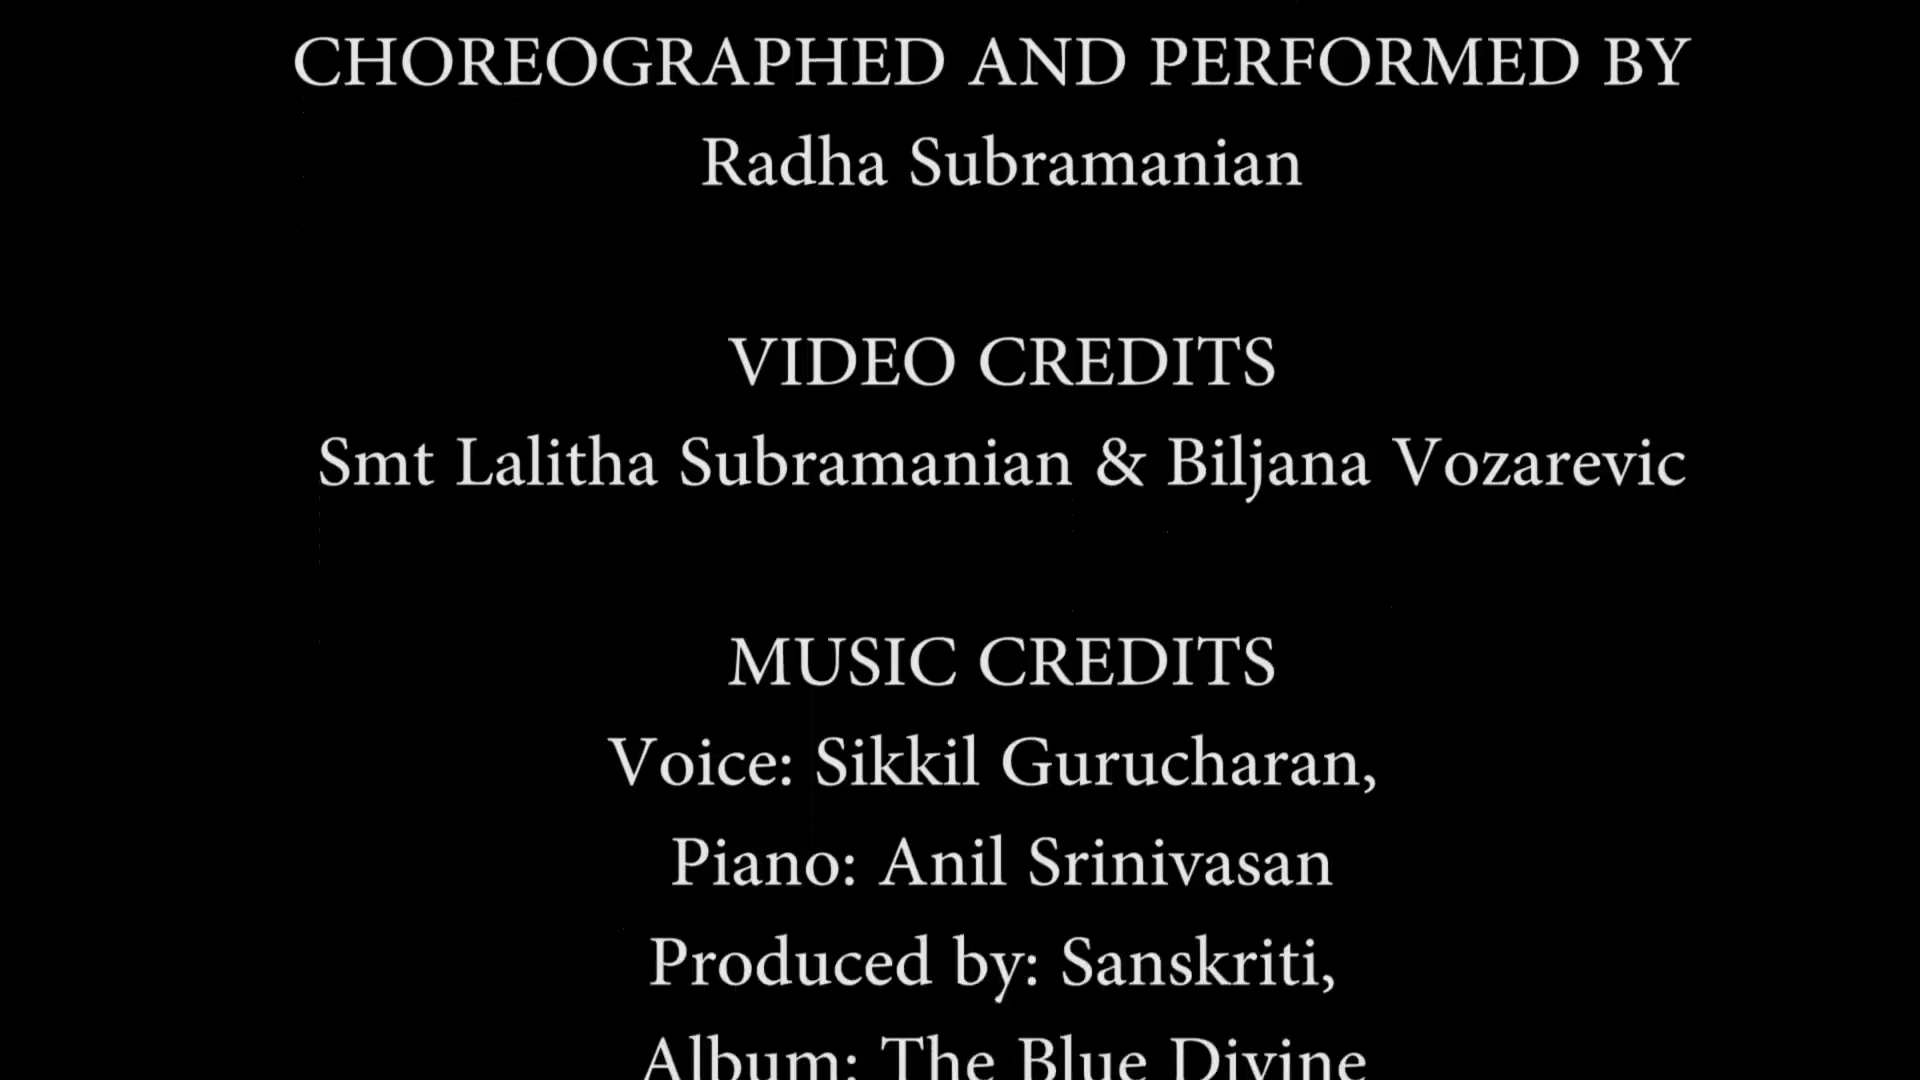 CHOREOGRAPHED AND PERFORMED BY
Radha Subramanian
VIDEO CREDITS
Smt Lalitha Subramanian & Biljana Vozarevic
MUSIC CREDITS
Voice: Sikkil Gurucharan,
Piano: Anil Srinivasan
Produced by: Sanskriti,
Album: The Blue Divine